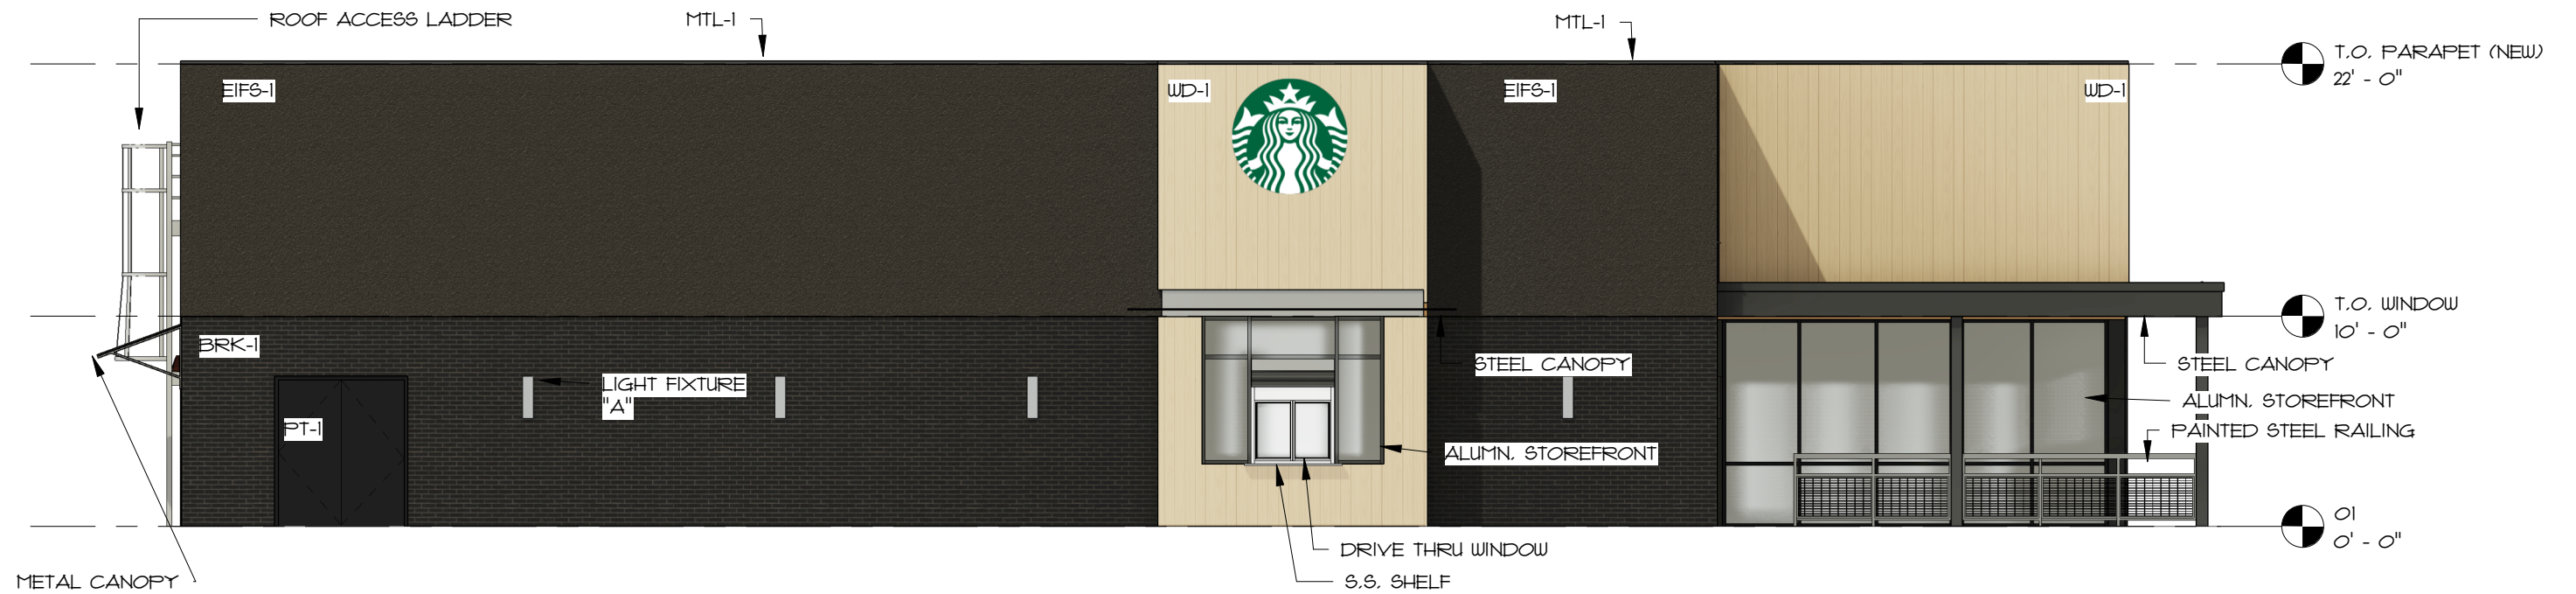 ROOF ACCESS LADDER
MTL-1
MTL-1
T.O. PARAPET (NEW)
22' - 0"
EIFS-1
WD-1
EIFS-1
WD-1
T.O. WINDOW
10' - 0"
BRK-1
STEEL CANOPY
STEEL CANOPY
LIGHT FIXTURE
"A"
ALUMN. STOREFRONT
PT-1
PAINTED STEEL RAILING
ALUMN. STOREFRONT
01
0' - 0"
DRIVE THRU WINDOW
METAL CANOPY
S.S. SHELF